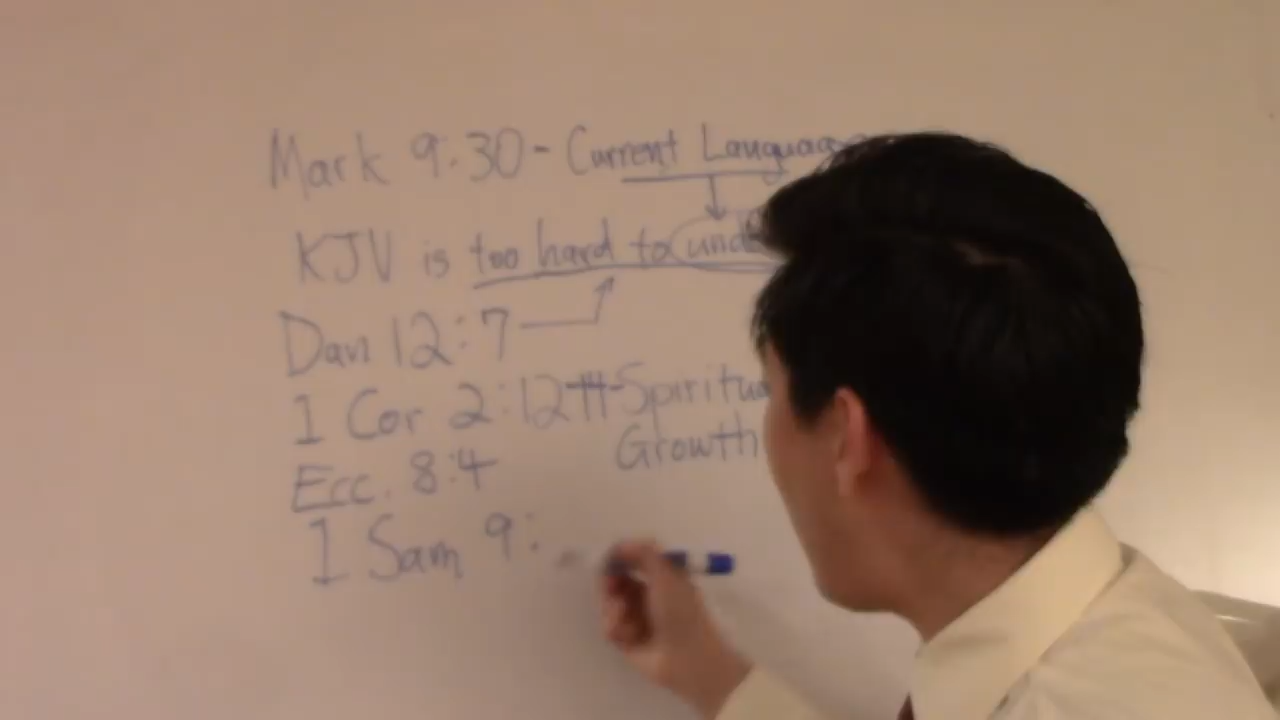 Mark 9:30 - Current Language
KJV is too hard to
Dan 12:7
1 Cor 2:12-14-
Growth
Ecc. 8:4
1 Sam 9: